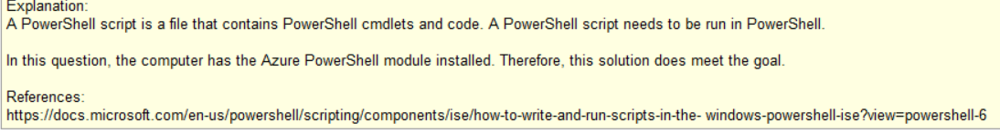 Explanation:
A PowerShell script is a file that contains PowerShell cmdlets and code. A PowerShell script needs to be run in PowerShell.
In this question, the computer has the Azure PowerShell module installed. Therefore, this solution does meet the goal.
References:
https://docs.microsoft.com/en-us/powershell/scripting/components/ise/how-to-write-and-run-scripts-in-the- windows-powershell-ise?view=powershell-6